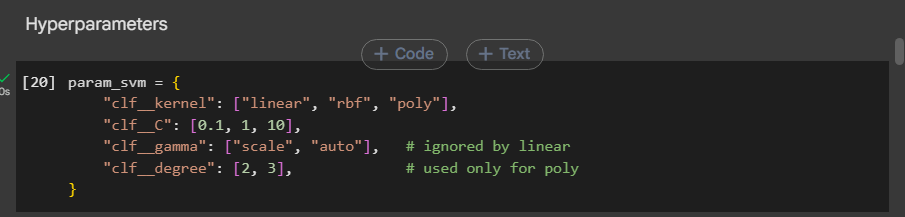 Hyperparameters
+ Code + Text
[20] param_svm = {
0s
    "clf__kernel": ["linear", "rbf", "poly"],
    "clf__C": [0.1, 1, 10],
    "clf__gamma": ["scale", "auto"],   # ignored by linear
    "clf__degree": [2, 3],             # used only for poly
}